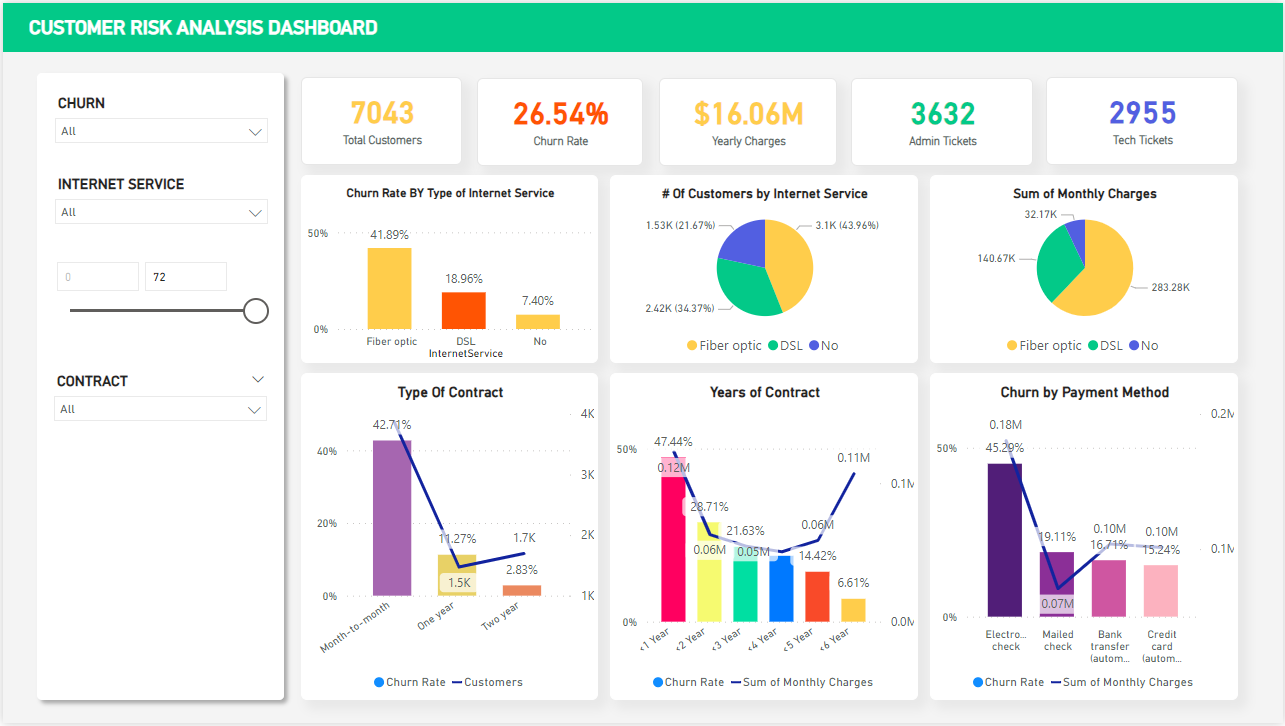 CUSTOMER RISK ANALYSIS DASHBOARD
CHURN
All
INTERNET SERVICE
All
0
72
CONTRACT
All
7043
Total Customers
26.54%
Churn Rate
$16.06M
Yearly Charges
3632
Admin Tickets
2955
Tech Tickets
Churn Rate BY Type of Internet Service
50%
0%
41.89%
18.96%
7.40%
Fiber optic
DSL
No
InternetService
# Of Customers by Internet Service
1.53K (21.67%)
3.1K (43.96%)
2.42K (34.37%)
Fiber optic DSL No
Sum of Monthly Charges
32.17K
140.67K
283.28K
Fiber optic DSL No
Type Of Contract
4K
42.71%
40%
3K
20%
2K
11.27%
1.7K
2.83%
1.5K
0%
1K
Month-to-month
One year
Two year
Churn Rate Customers
Years of Contract
47.44%
50%
0.11M
0.12M
0.1M
28.71%
21.63%
0.06M
0.06M
0.05M
14.42%
6.61%
0%
0.0M
<1 Year
<2 Year
<3 Year
<4 Year
<5 Year
<6 Year
Churn Rate Sum of Monthly Charges
Churn by Payment Method
0.2M
0.18M
50%
45.29%
19.11%
0.10M
0.10M
0.1M
16.71%
15.24%
0.07M
0%
Electro...
check
Mailed
check
Bank
transfer
(autom...
Credit
card
(autom...
Churn Rate Sum of Monthly Charges